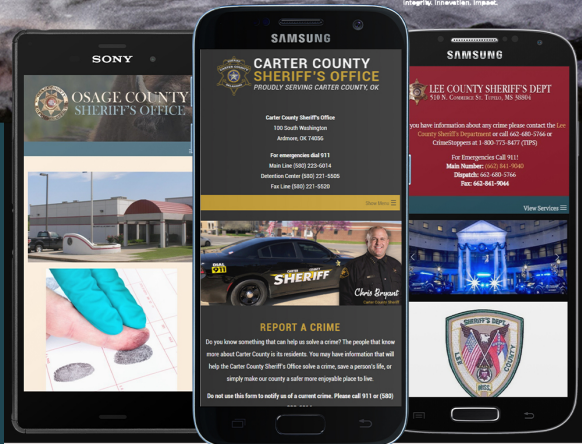 Integrity. Innovation. Impact.
SONY
OSAGE COUNTY
SHERIFF'S OFFICE
SAMSUNG
CARTER COUNTY
SHERIFF'S OFFICE
PROUDLY SERVING CARTER COUNTY, OK
Carter County Sheriff's Office
100 South Washington
Ardmore, OK 74056
For emergencies dial 911
Main Line (580) 223-6014
Detention Center (580) 221-5505
Fax Line (580) 221-5520
Show Menu
DIAL
911
CARTER COUNTY
SHERIFF
Chris Bryant
Carter County Sheriff
REPORT A CRIME
Do you know something that can help us solve a crime? The people that know
more about Carter County is its residents. You may have information that will
help the Carter County Sheriff's Office solve a crime, save a person's life, or
simply make our county a safer more enjoyable place to live.
Do not use this form to notify us of a current crime. Please call 911 or (580)
SAMSUNG
LEE COUNTY SHERIFF'S DEPT
510 N. Commerce St. Tupelo, MS 38804
you have information about any crime please contact the Lee
County Sheriff's Department or call 662-680-5766 or
CrimeStoppers at 1-800-773-8477 (TIPS)
For Emergencies Call 911!
Main Number: (662) 841-9040
Dispatch: 662-680-5766
Fax: 662-841-9044
View Services
SHERIFF'S DEPT.
LEE
COUNTY
MISS.